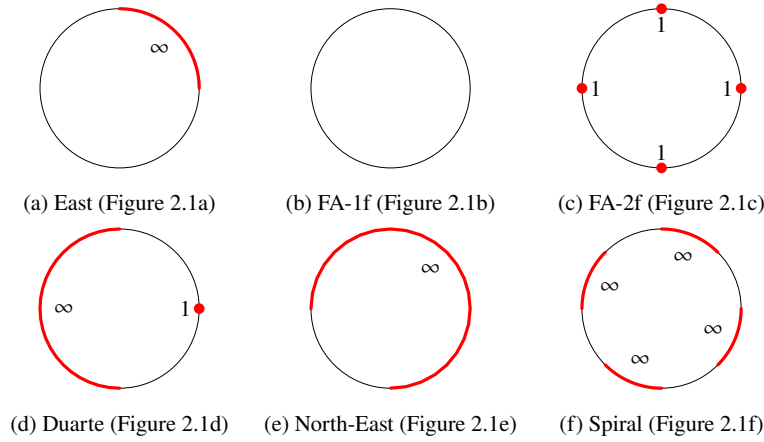 ∞
1
1
1
1
(a) East (Figure 2.1a)
(b) FA-1f (Figure 2.1b)
(c) FA-2f (Figure 2.1c)
∞
1
∞
∞
∞
∞
∞
(d) Duarte (Figure 2.1d)
(e) North-East (Figure 2.1e)
(f) Spiral (Figure 2.1f)